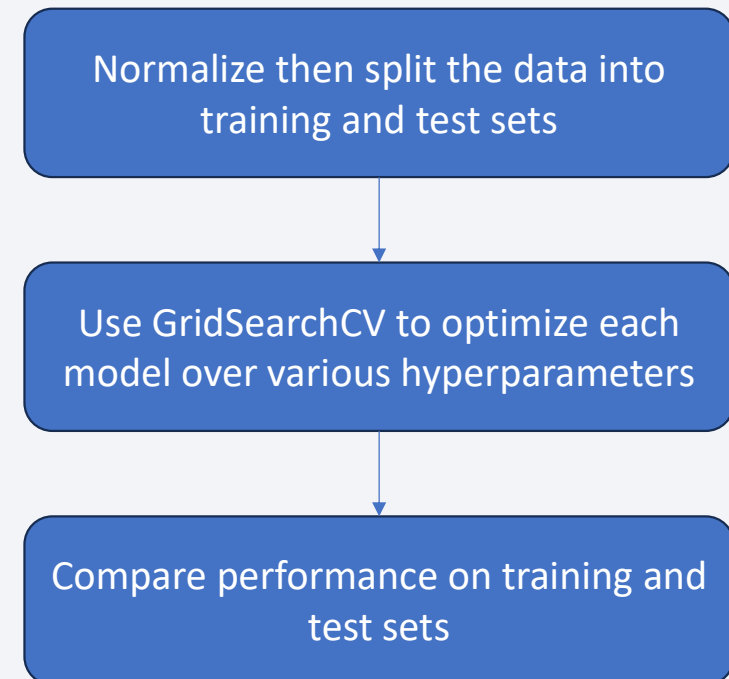 Normalize then split the data into
training and test sets
Use GridSearchCV to optimize each
model over various hyperparameters
Compare performance on training and
test sets